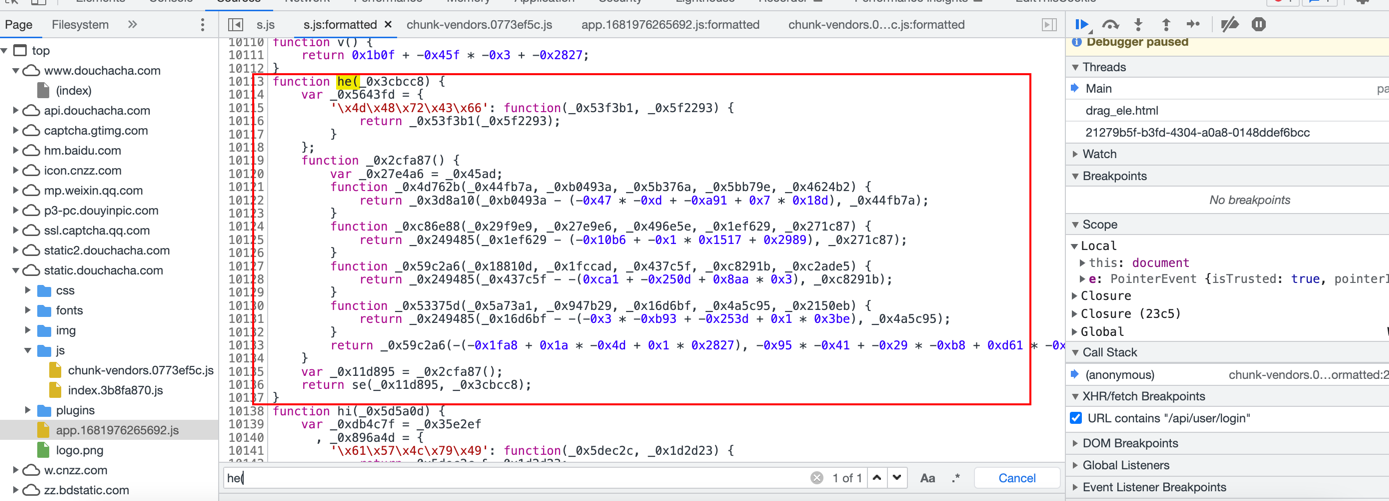 Elements
Console
Sources
Network
Performance
Memory
Application
Security
Lighthouse
Recorder
Performance insights
EditThisCookie
Page
Filesystem
s.js
s.js:formatted
chunk-vendors.0773ef5c.js
app.1681976265692.js:formatted
chunk-vendors.0…c.js:formatted
top
www.douchacha.com
(index)
api.douchacha.com
captcha.gtimg.com
hm.baidu.com
icon.cnzz.com
mp.weixin.qq.com
p3-pc.douyinpic.com
ssl.captcha.qq.com
static2.douchacha.com
static.douchacha.com
css
fonts
img
js
chunk-vendors.0773ef5c.js
index.3b8fa870.js
plugins
app.1681976265692.js
logo.png
w.cnzz.com
zz.bdstatic.com
10110 function v() {
10111     return 0x1b0f + -0x45f * -0x3 + -0x2827;
10112 }
10113 function he(_0x3cbcc8) {
10114     var _0x5643fd = {
10115         '\x4d\x48\x72\x43\x66': function(_0x53f3b1, _0x5f2293) {
10116             return _0x53f3b1(_0x5f2293);
10117         }
10118     };
10119     function _0x2cfa87() {
10120         var _0x27e4a6 = _0x45ad;
10121         function _0x4d762b(_0x44fb7a, _0xb0493a, _0x5b376a, _0x5bb79e, _0x4624b2) {
10122             return _0x3d8a10(_0xb0493a - (-0x47 * -0xd + -0xa91 + 0x7 * 0x18d), _0x44fb7a);
10123         }
10124         function _0xc86e88(_0x29f9e9, _0x27e9e6, _0x496e5e, _0x1ef629, _0x271c87) {
10125             return _0x249485(_0x1ef629 - (-0x10b6 + -0x1 * 0x1517 + 0x2989), _0x271c87);
10126         }
10127         function _0x59c2a6(_0x18810d, _0x1fccad, _0x437c5f, _0xc8291b, _0xc2ade5) {
10128             return _0x249485(_0x437c5f - -(0xca1 + -0x250d + 0x8aa * 0x3), _0xc8291b);
10129         }
10130         function _0x53375d(_0x5a73a1, _0x947b29, _0x16d6bf, _0x4a5c95, _0x2150eb) {
10131             return _0x249485(_0x16d6bf - -(-0x3 * -0xb93 + -0x253d + 0x1 * 0x3be), _0x4a5c95);
10132         }
10133         return _0x59c2a6(-(-0x1fa8 + 0x1a * -0x4d + 0x1 * 0x2827), -0x95 * -0x41 + -0x29 * -0xb8 + 0xd61 * -0x
10134     }
10135     var _0x11d895 = _0x2cfa87();
10136     return se(_0x11d895, _0x3cbcc8);
10137 }
10138 function hi(_0x5d5a0d) {
10139     var _0xdb4c7f = _0x35e2ef
10140       , _0x896a4d = {
10141         '\x61\x57\x4c\x79\x49': function(_0x5dec2c, _0x1d2d23) {
he(
1 of 1
Aa
.*
Cancel
Debugger paused
Threads
Main
pa
drag_ele.html
21279b5f-b3fd-4304-a0a8-0148ddef6bcc
Watch
Breakpoints
No breakpoints
Scope
Local
this: document
e: PointerEvent {isTrusted: true, pointerI
Closure
Closure (23c5)
Global
Call Stack
(anonymous)
chunk-vendors.0…ormatted:2
XHR/fetch Breakpoints
URL contains "/api/user/login"
DOM Breakpoints
Global Listeners
Event Listener Breakpoints